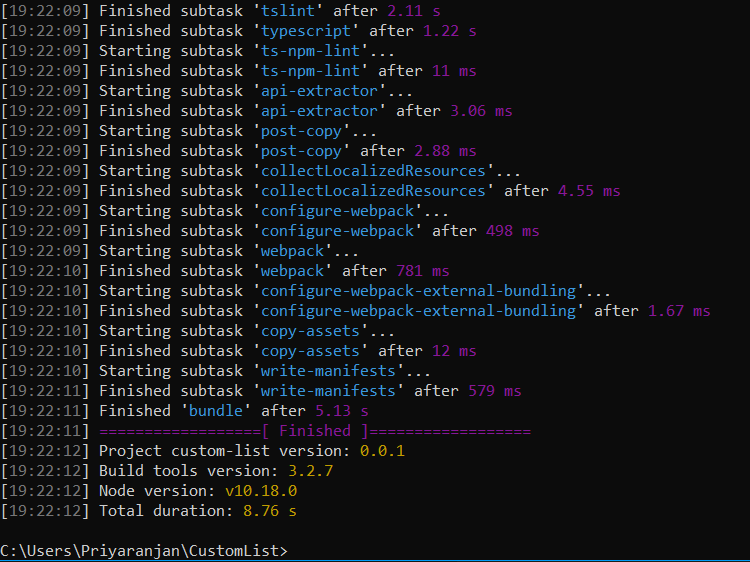 [19:22:09] Finished subtask 'tslint' after 2.11 s
[19:22:09] Finished subtask 'typescript' after 1.22 s
[19:22:09] Starting subtask 'ts-npm-lint'...
[19:22:09] Finished subtask 'ts-npm-lint' after 11 ms
[19:22:09] Starting subtask 'api-extractor'...
[19:22:09] Finished subtask 'api-extractor' after 3.06 ms
[19:22:09] Starting subtask 'post-copy'...
[19:22:09] Finished subtask 'post-copy' after 2.88 ms
[19:22:09] Starting subtask 'collectLocalizedResources'...
[19:22:09] Finished subtask 'collectLocalizedResources' after 4.55 ms
[19:22:09] Starting subtask 'configure-webpack'...
[19:22:09] Finished subtask 'configure-webpack' after 498 ms
[19:22:09] Starting subtask 'webpack'...
[19:22:10] Finished subtask 'webpack' after 781 ms
[19:22:10] Starting subtask 'configure-webpack-external-bundling'...
[19:22:10] Finished subtask 'configure-webpack-external-bundling' after 1.67 ms
[19:22:10] Starting subtask 'copy-assets'...
[19:22:10] Finished subtask 'copy-assets' after 12 ms
[19:22:10] Starting subtask 'write-manifests'...
[19:22:11] Finished subtask 'write-manifests' after 579 ms
[19:22:11] Finished 'bundle' after 5.13 s
[19:22:11] ==================[ Finished ]==================
[19:22:12] Project custom-list version: 0.0.1
[19:22:12] Build tools version: 3.2.7
[19:22:12] Node version: v10.18.0
[19:22:12] Total duration: 8.76 s
C:\Users\Priyaranjan\CustomList>